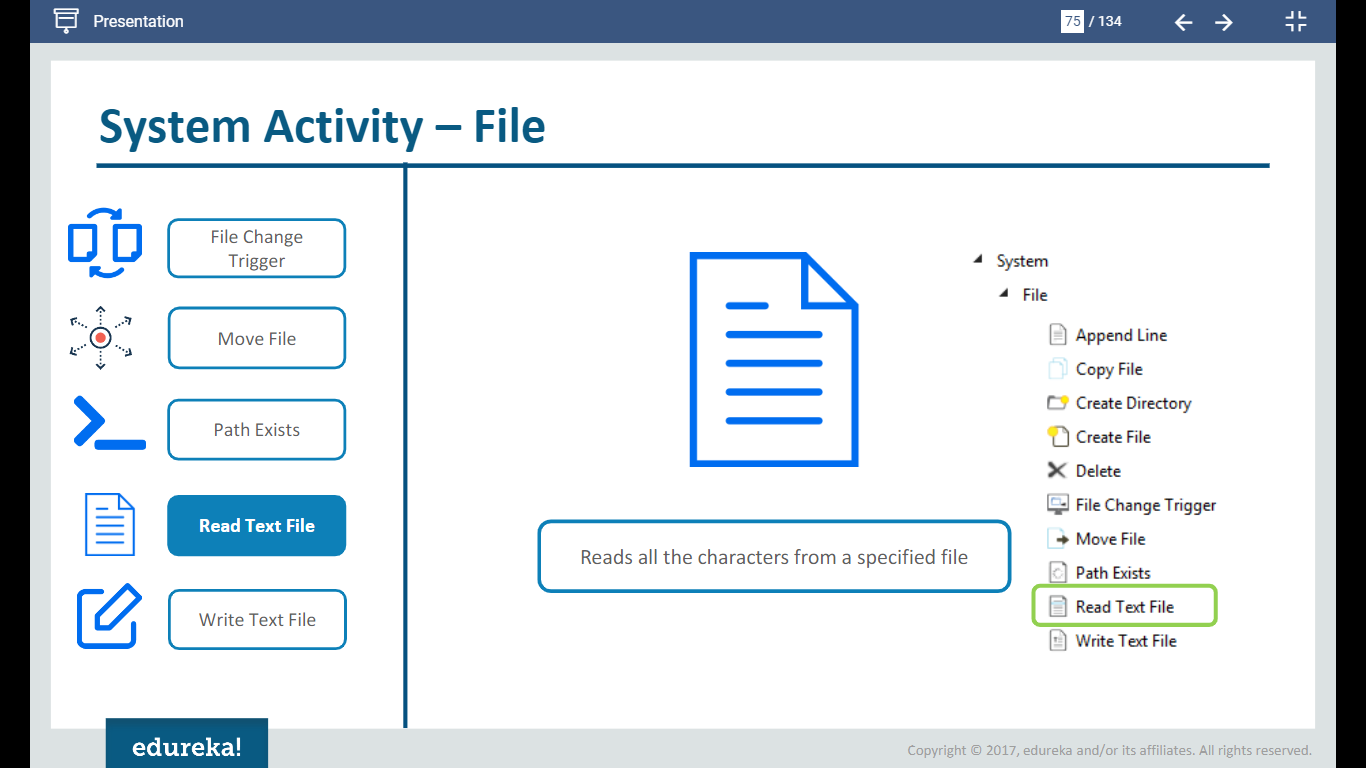 Presentation
75 / 134
System Activity – File
File Change
Trigger
Move File
Path Exists
Read Text File
Write Text File
Reads all the characters from a specified file
System
File
Append Line
Copy File
Create Directory
Create File
Delete
File Change Trigger
Move File
Path Exists
Read Text File
Write Text File
edureka!
Copyright © 2017, edureka and/or its affiliates. All rights reserved.